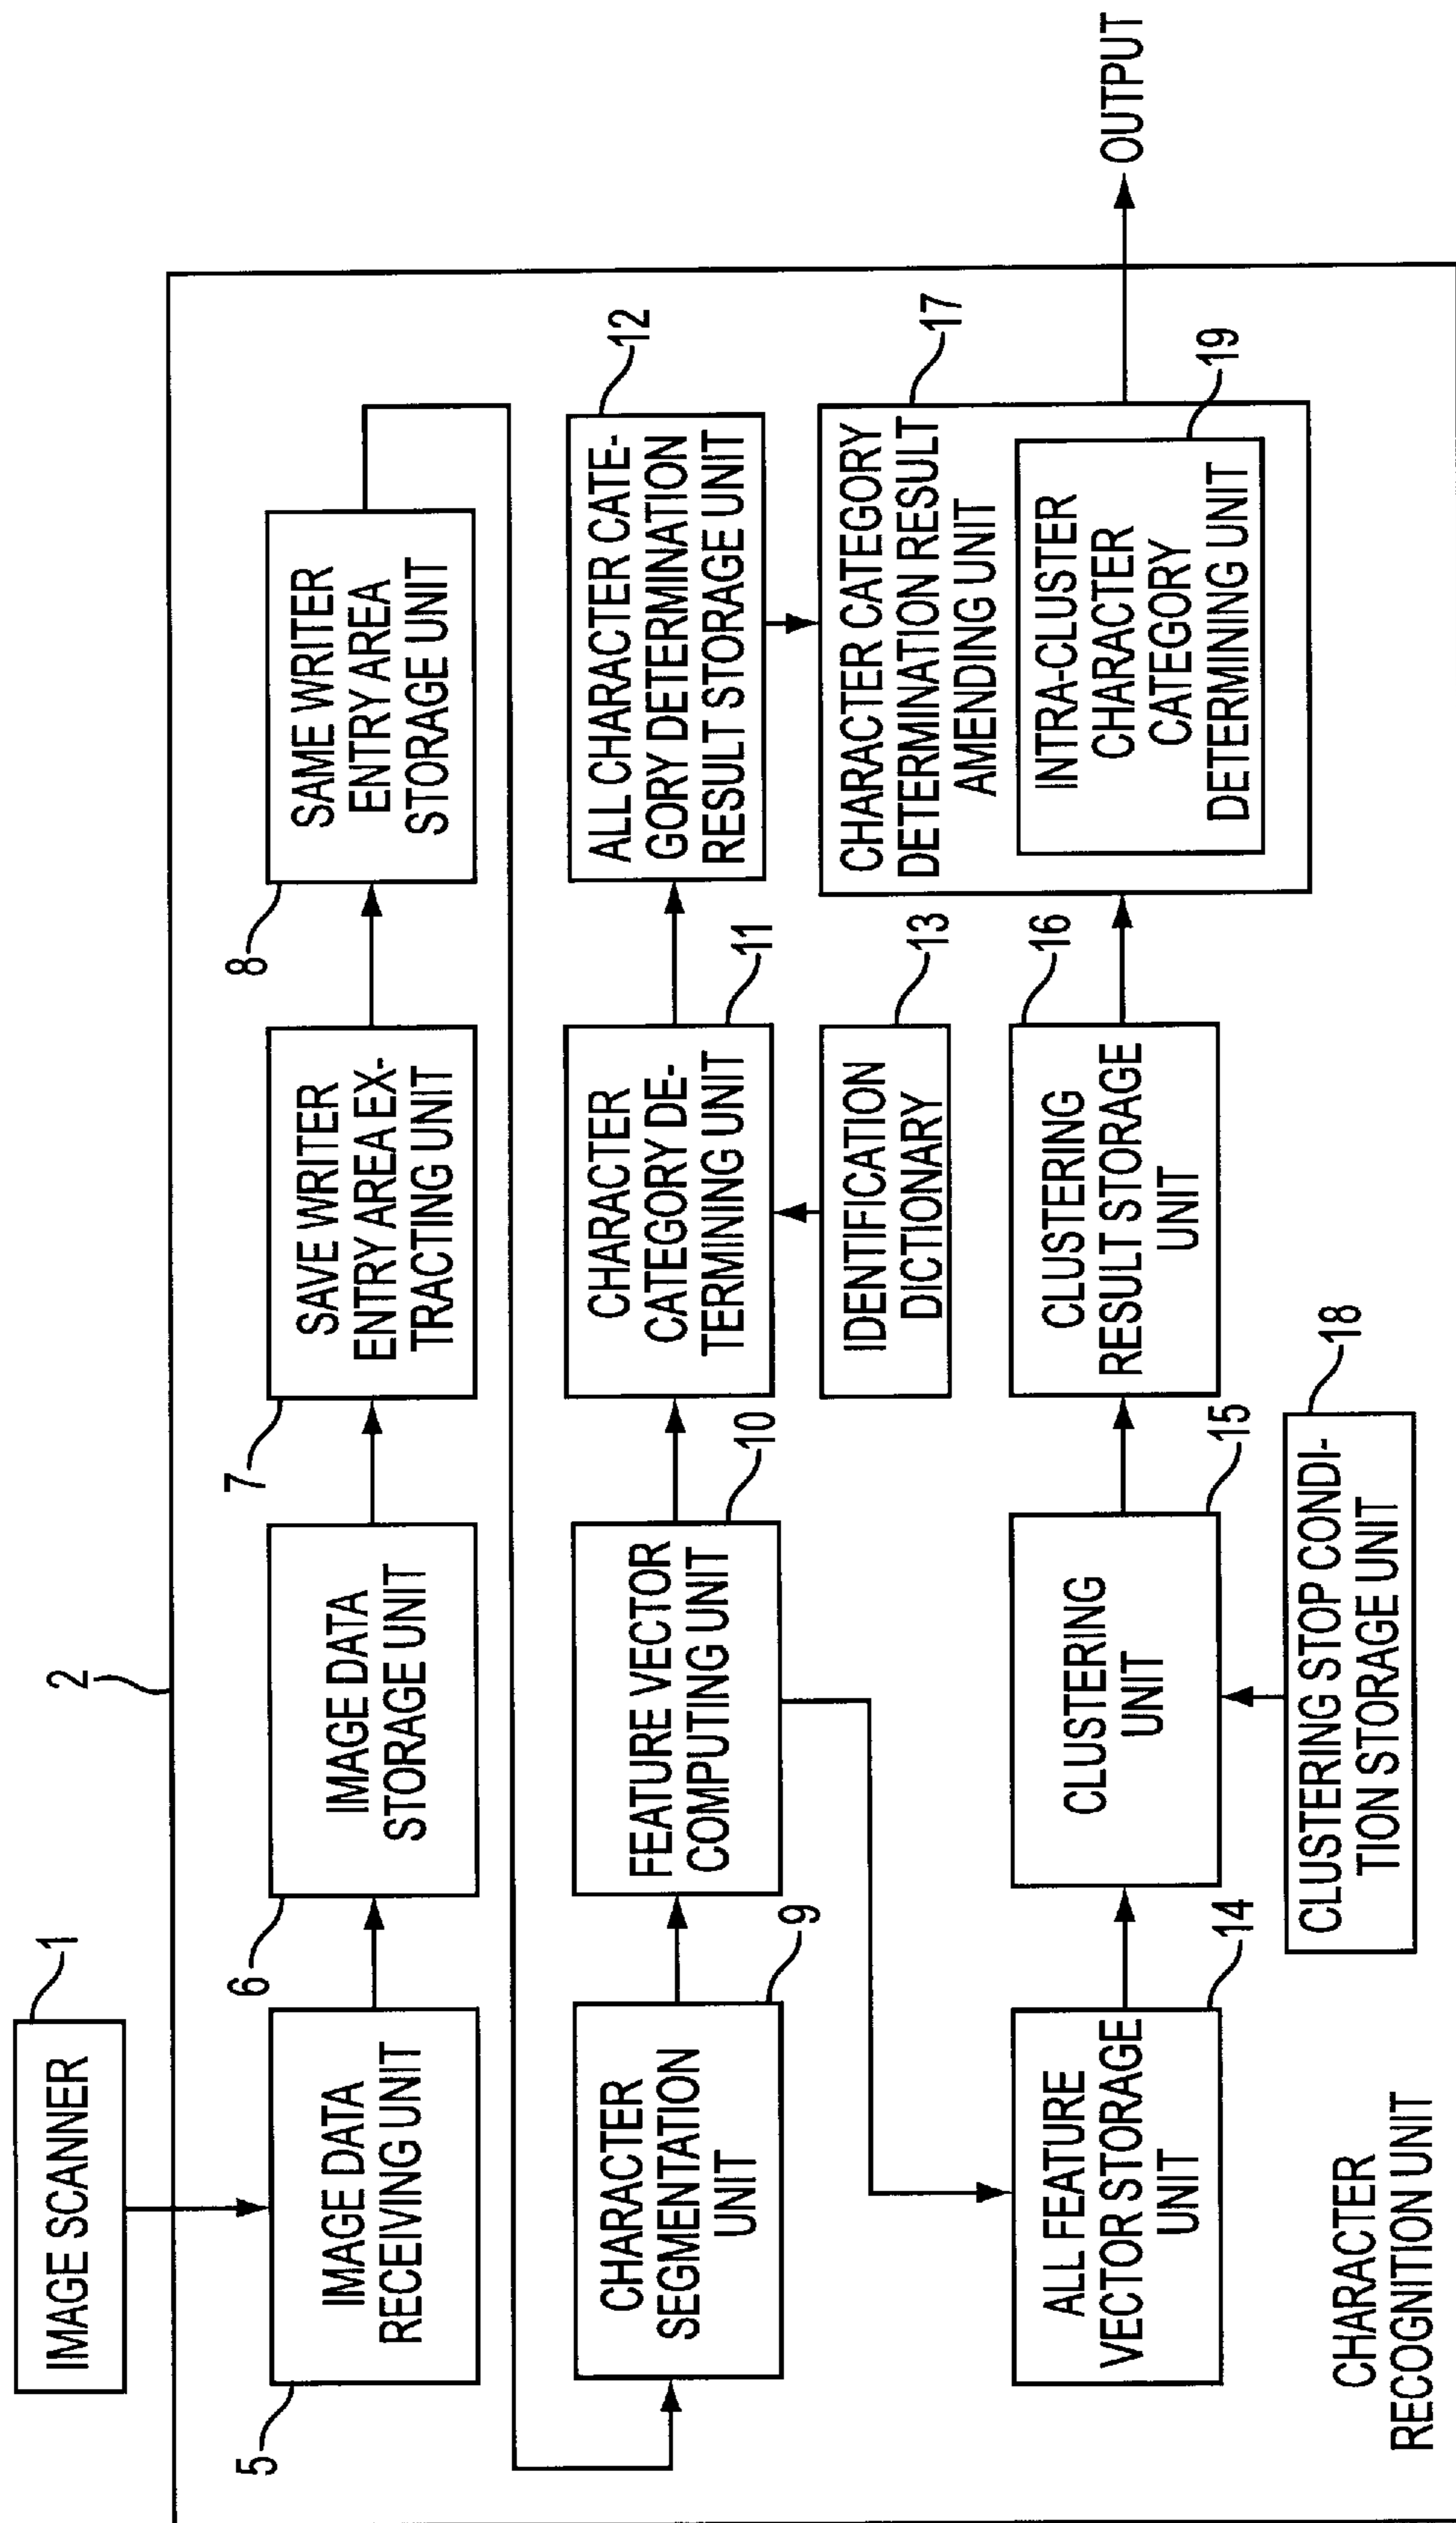 IMAGE SCANNER
1
2
IMAGE DATA
RECEIVING UNIT
5
IMAGE DATA
STORAGE UNIT
6
SAVE WRITER
ENTRY AREA EX-
TRACTING UNIT
7
SAME WRITER
ENTRY AREA
STORAGE UNIT
8
CHARACTER
SEGMENTATION
UNIT
9
FEATURE VECTOR
COMPUTING UNIT
10
CHARACTER
CATEGORY DE-
TERMINING UNIT
11
ALL CHARACTER CATE-
GORY DETERMINATION
RESULT STORAGE UNIT
12
IDENTIFICATION
DICTIONARY
13
ALL FEATURE
VECTOR STORAGE
UNIT
14
CLUSTERING
UNIT
15
CLUSTERING
RESULT STORAGE
UNIT
16
CHARACTER CATEGORY
DETERMINATION RESULT
AMENDING UNIT
17
INTRA-CLUSTER
CHARACTER
CATEGORY
DETERMINING UNIT
19
OUTPUT
CLUSTERING STOP CONDI-
TION STORAGE UNIT
18
CHARACTER
RECOGNITION UNIT